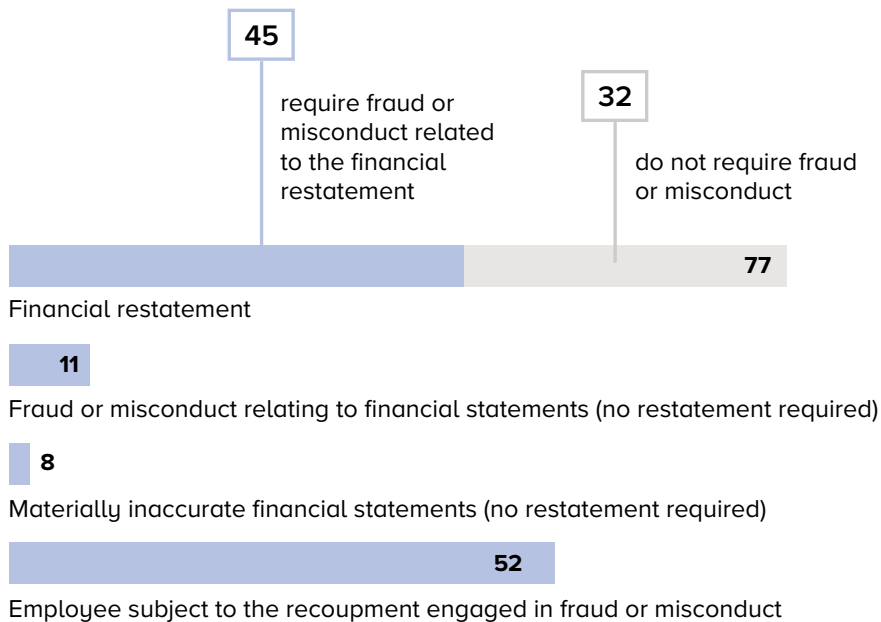 45
require fraud or
misconduct related
to the financial
restatement
32
do not require fraud
or misconduct
77
Financial restatement
11
Fraud or misconduct relating to financial statements (no restatement required)
8
Materially inaccurate financial statements (no restatement required)
52
Employee subject to the recoupment engaged in fraud or misconduct